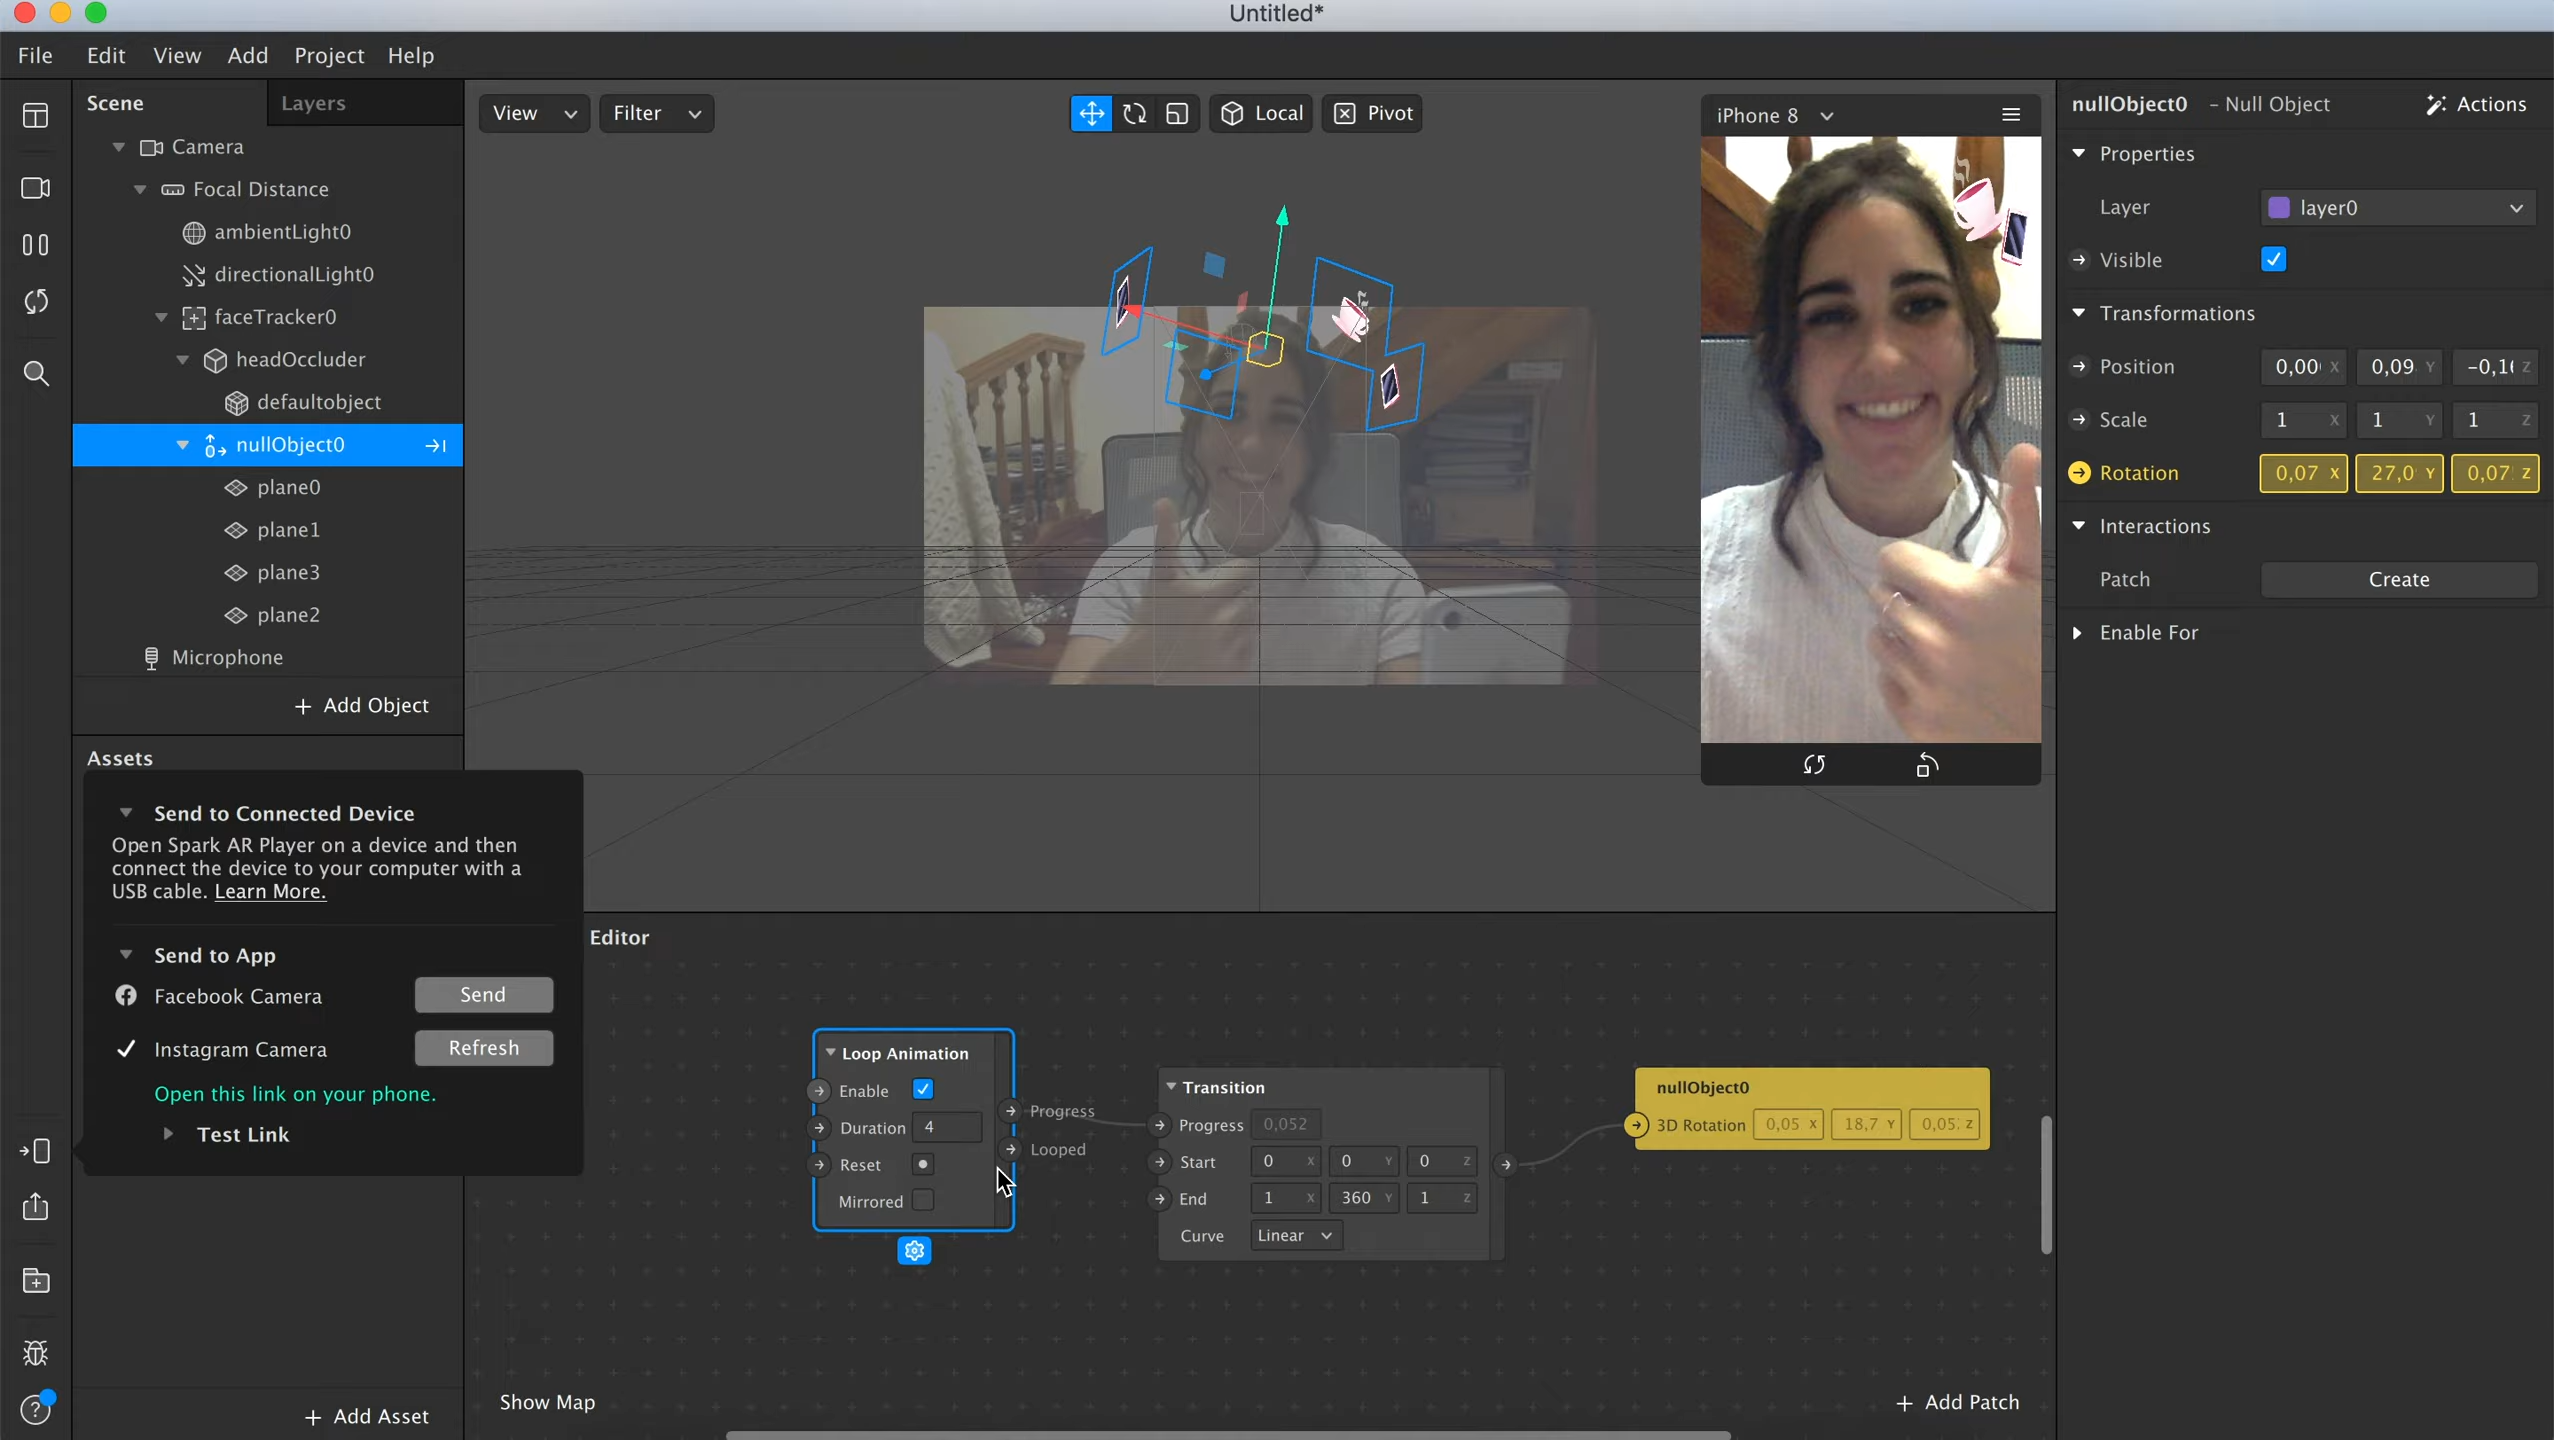 Untitled*
File Edit View Add Project Help
Scene Layers
Camera
Focal Distance
ambientLight0
directionalLight0
faceTracker0
headOccluder
defaultobject
nullObject0
plane0
plane1
plane3
plane2
Microphone
+ Add Object
Assets
Send to Connected Device
Open Spark AR Player on a device and then
connect the device to your computer with a
USB cable. Learn More.
Send to App
Facebook Camera Send
Instagram Camera Refresh
Open this link on your phone.
Test Link
+ Add Asset
View Filter Local Pivot
iPhone 8
Editor
Loop Animation
Enable
Duration 4
Reset
Mirrored
Progress
Looped
Transition
Progress 0,052
Start 0 X 0 Y 0 Z
End 1 X 360 Y 1 Z
Curve Linear
nullObject0
3D Rotation 0,05 X 18,7 Y 0,05 Z
Show Map
+ Add Patch
nullObject0 – Null Object Actions
Properties
Layer layer0
Visible
Transformations
Position 0,00 X 0,09 Y -0,16 Z
Scale 1 X 1 Y 1 Z
Rotation 0,07 X 27,0 Y 0,07 Z
Interactions
Patch Create
Enable For